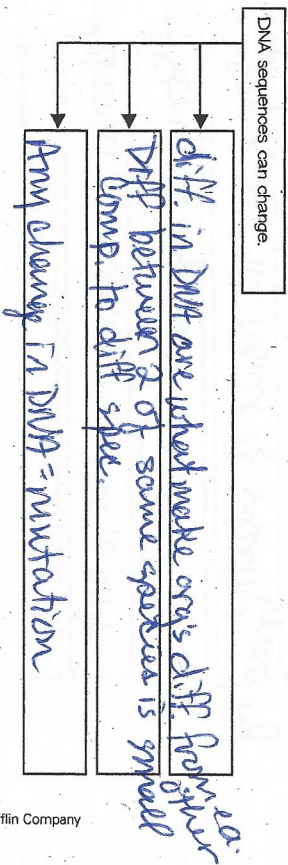 DNA sequences can change.
diff. in DNA are what make org's diff. from ea.
other
Diff between 2 of same species is small
comp. to diff spec.
Any change in DNA = mutation
flin Company